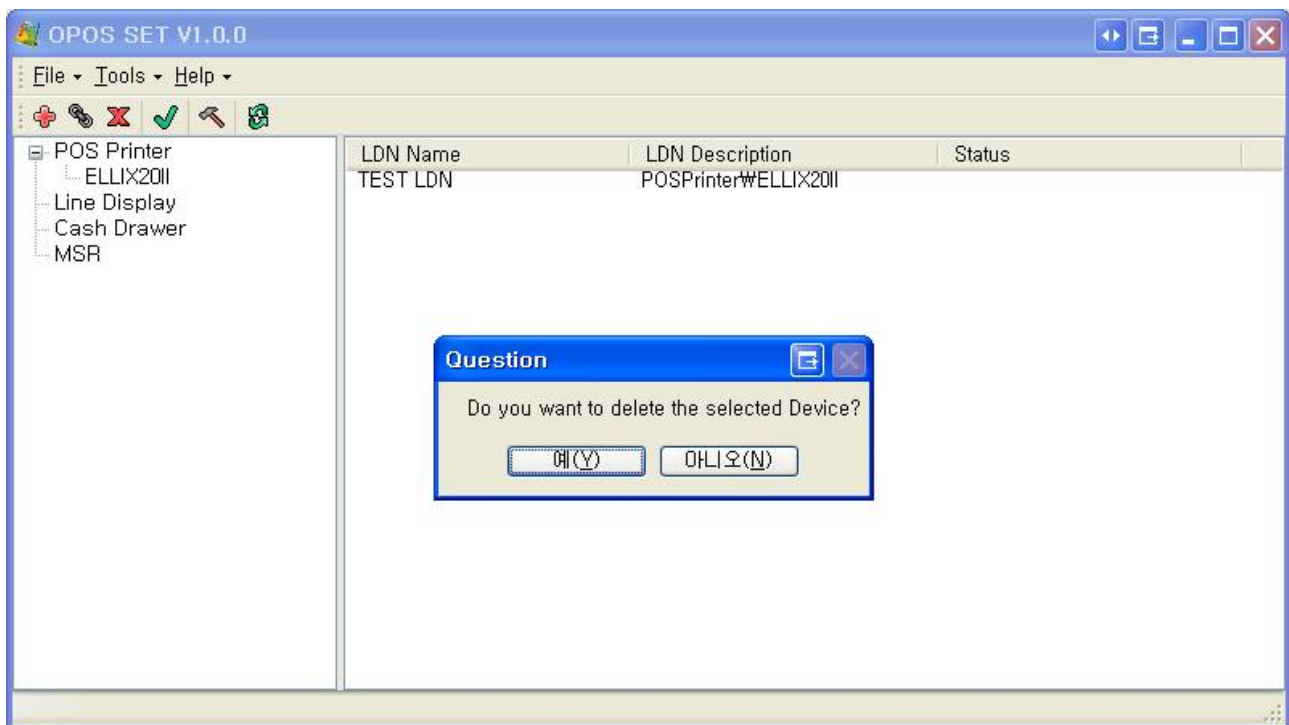 OPOS SET V1.0.0
File Tools Help
POS Printer
ELLIX20II
Line Display
Cash Drawer
MSR
LDN Name LDN Description Status
TEST LDN POSPrinter₩ELLIX20II
Question
Do you want to delete the selected Device?
예(Y) 아니오(N)